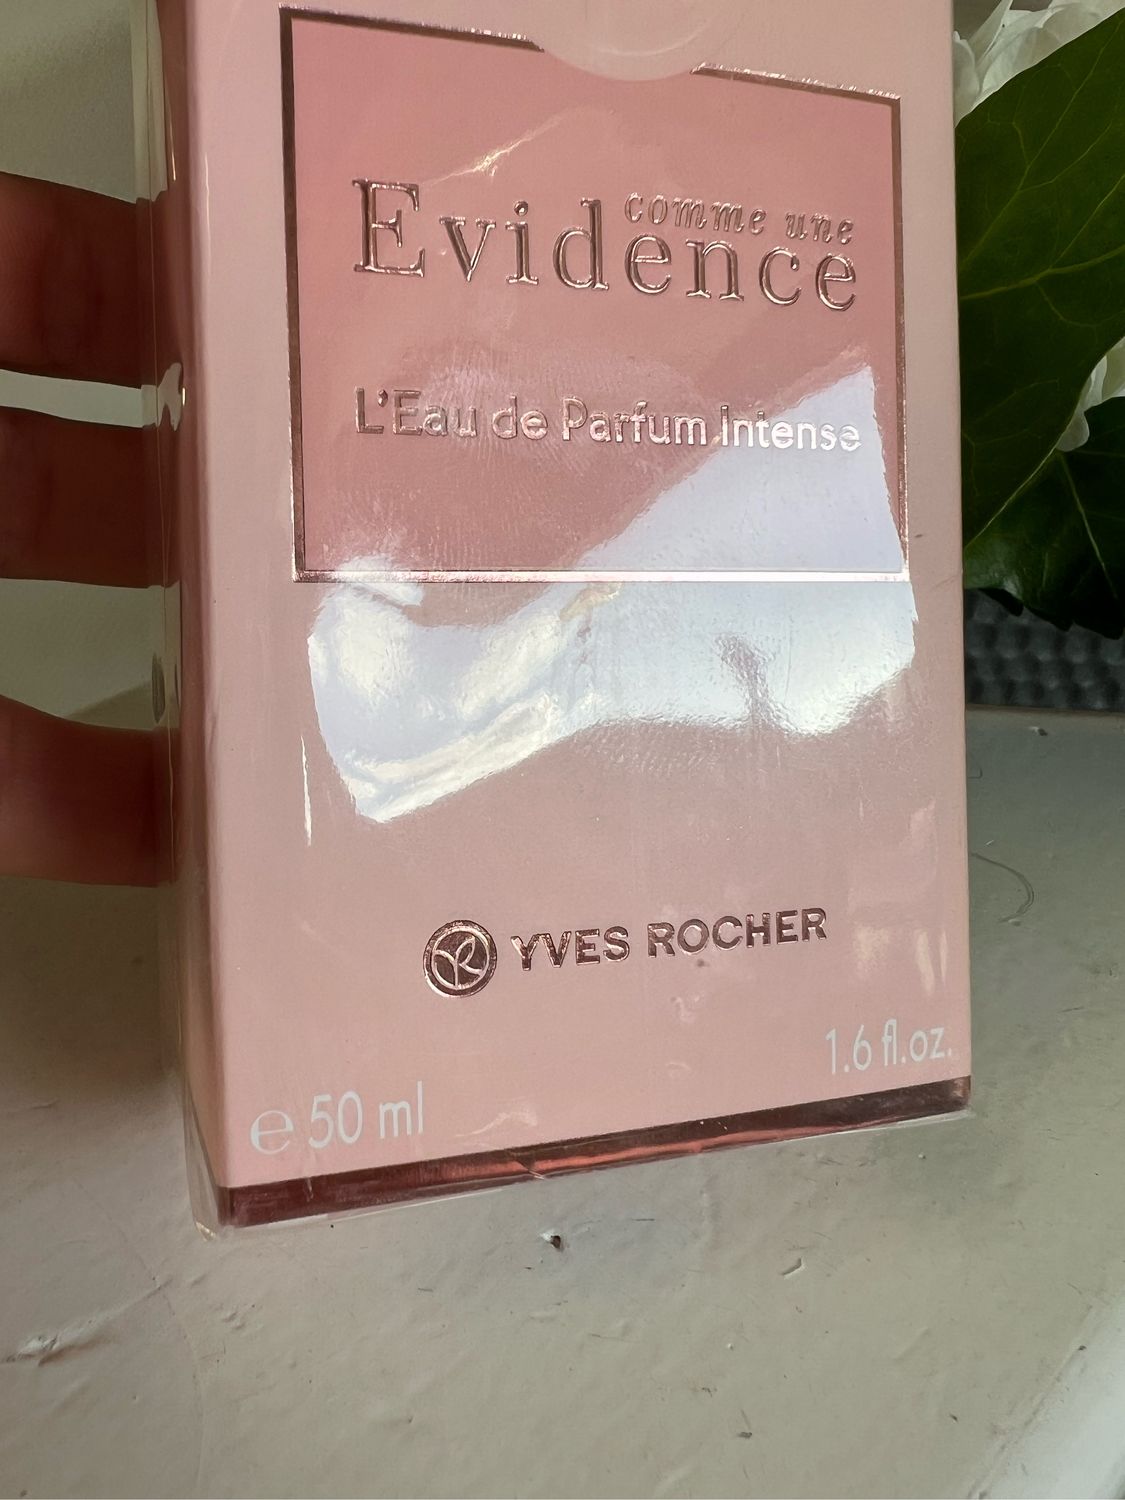 comme une
Evidence
L'Eau de Parfum Intense
YVES ROCHER
1.6 fl.oz.
e 50 ml